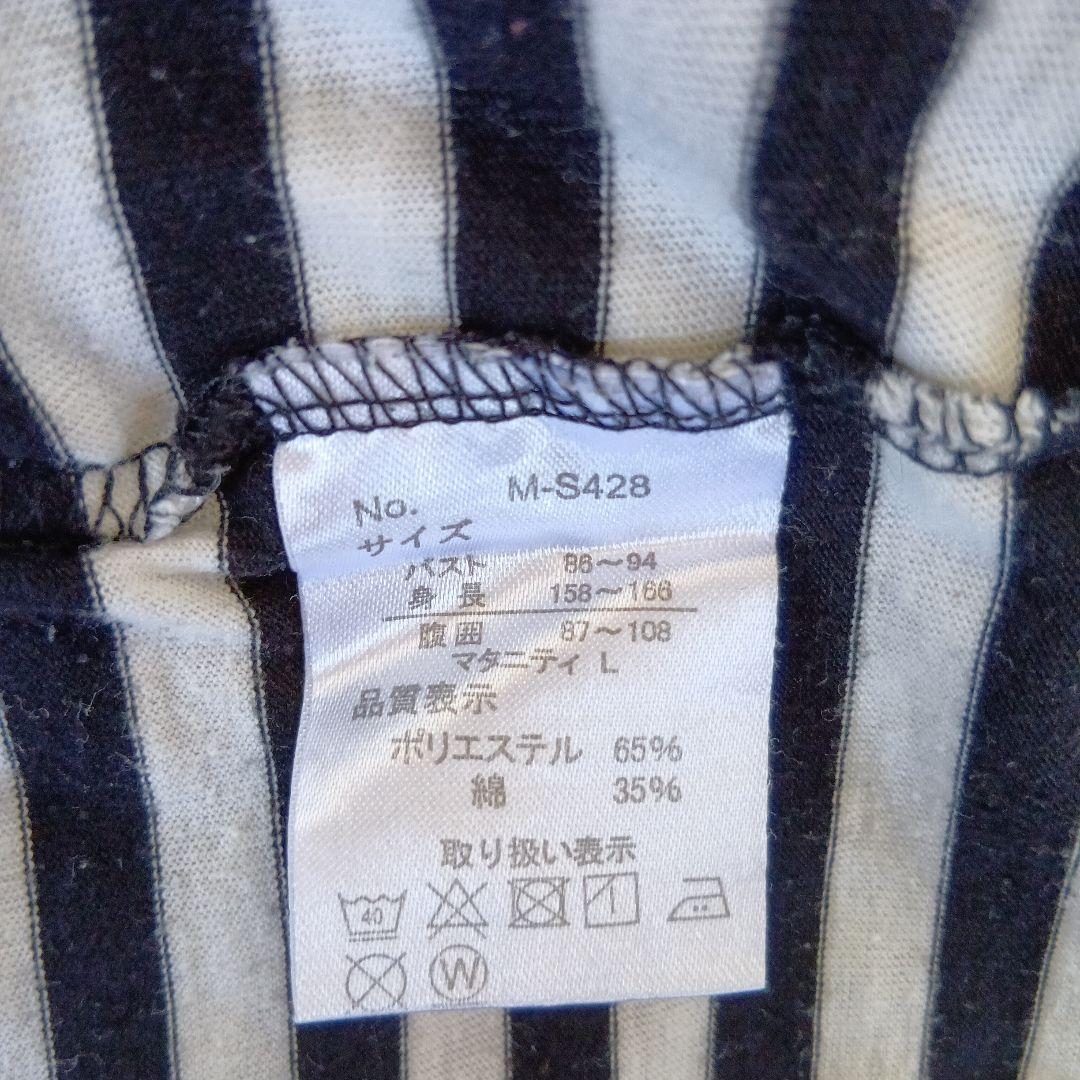 No. M-S428
サイズ
バスト 86～94
身長 158～166
腹囲 87～108
マタニティ L
品質表示
ポリエステル 65%
綿 35%
取り扱い表示
40
W